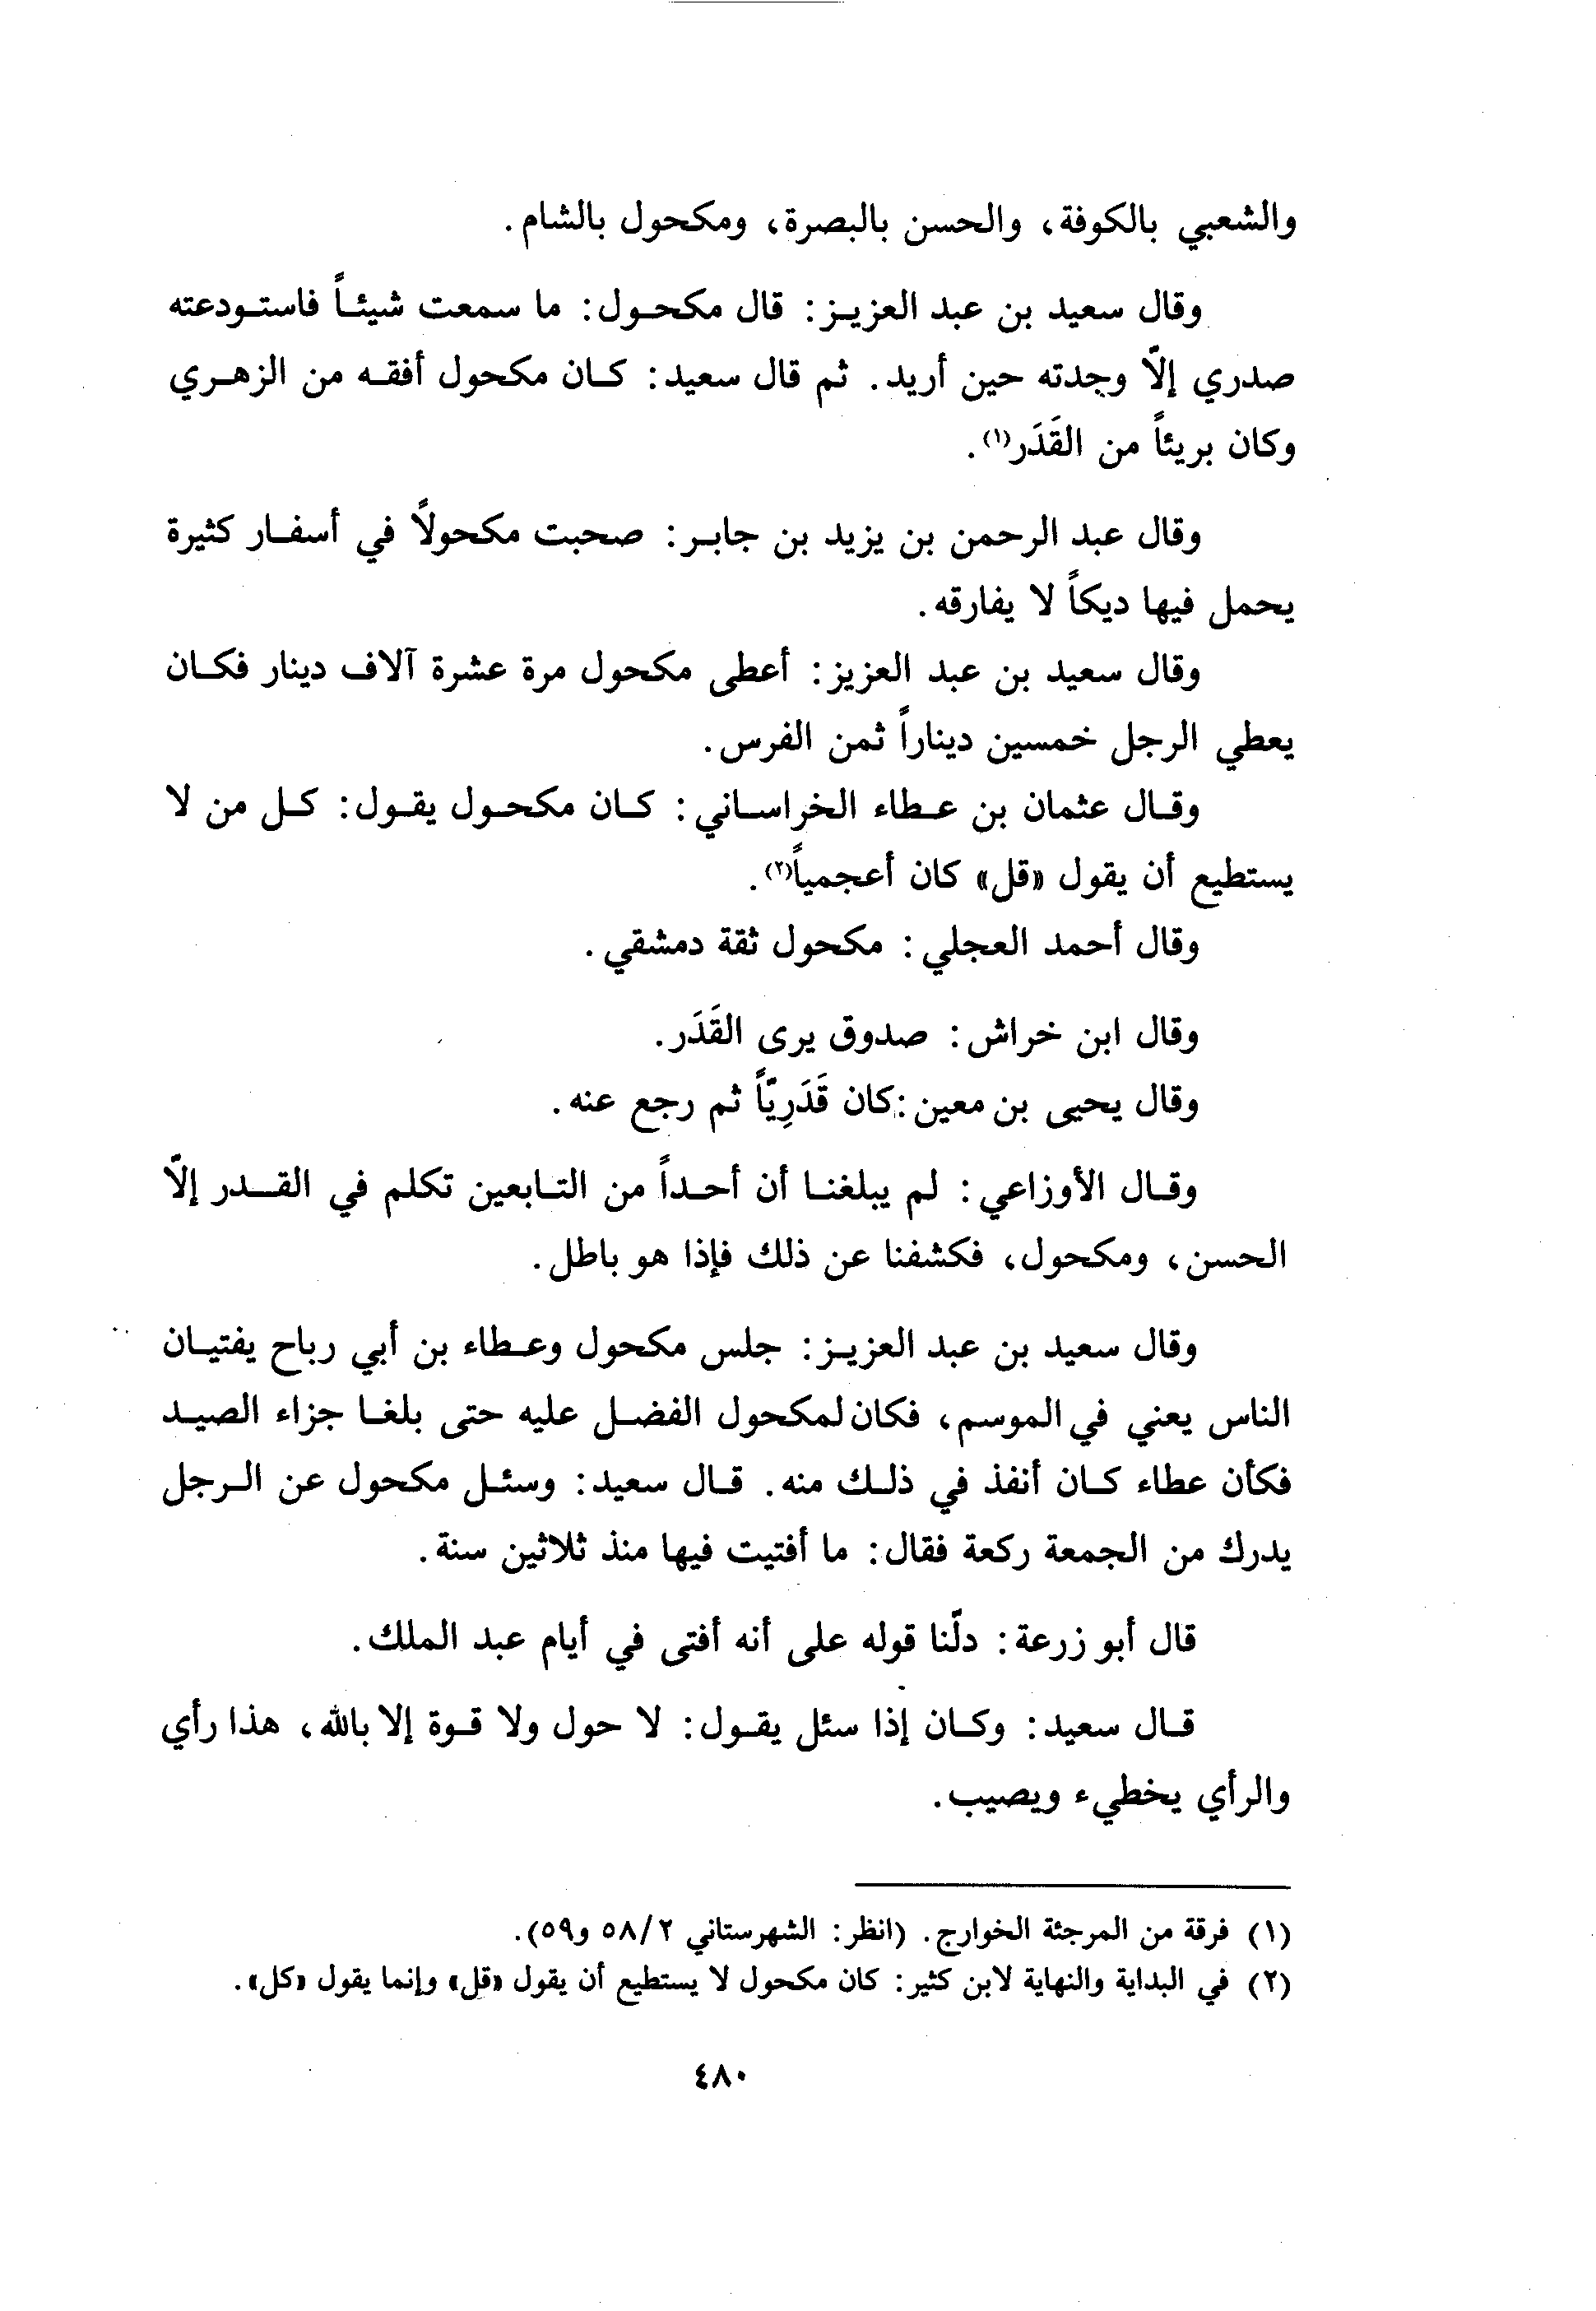 والشعبي بالكوفة، والحسن بالبصرة، ومكحول بالشام.
وقال سعيد بن عبد العزيز: قال مكحول: ما سمعت شيئاً فاستودعته
صدري إلّا وجدته حين أريد. ثم قال سعيد: كان مكحول أفقه من الزهري
وكان بريئاً من القَدَر(١).
وقال عبد الرحمن بن يزيد بن جابر: صحبت مكحولاً في أسفار كثيرة
يحمل فيها ديكاً لا يفارقه.
وقال سعيد بن عبد العزيز: أعطى مكحول مرة عشرة آلاف دينار فكان
يعطي الرجل خمسين ديناراً ثمن الفرس.
وقال عثمان بن عطاء الخراساني: كان مكحول يقول: كل من لا
يستطيع أن يقول «قل» كان أعجمياً(٢).
وقال أحمد العجلي: مكحول ثقة دمشقي.
وقال ابن خراش: صدوق يرى القَدَر.
وقال يحيى بن معين: كان قَدَرِيّاً ثم رجع عنه.
وقال الأوزاعي: لم يبلغنا أن أحداً من التابعين تكلم في القدر إلّا
الحسن، ومكحول، فكشفنا عن ذلك فإذا هو باطل.
وقال سعيد بن عبد العزيز: جلس مكحول وعطاء بن أبي رباح يفتيان
الناس يعني في الموسم، فكان لمكحول الفضل عليه حتى بلغا جزاء الصيد
فكأن عطاء كان أنفذ في ذلك منه. قال سعيد: وسئل مكحول عن الرجل
يدرك من الجمعة ركعة فقال: ما أفتيت فيها منذ ثلاثين سنة.
قال أبو زرعة: دلّنا قوله على أنه أفتى في أيام عبد الملك.
قال سعيد: وكان إذا سئل يقول: لا حول ولا قوة إلا بالله، هذا رأي
والرأي يخطيء ويصيب.
(١) فرقة من المرجئة الخوارج. (انظر: الشهرستاني ٥٨/٢ و٥٩).
(٢) في البداية والنهاية لابن كثير: كان مكحول لا يستطيع أن يقول «قل» وإنما يقول «كل».
٤٨٠